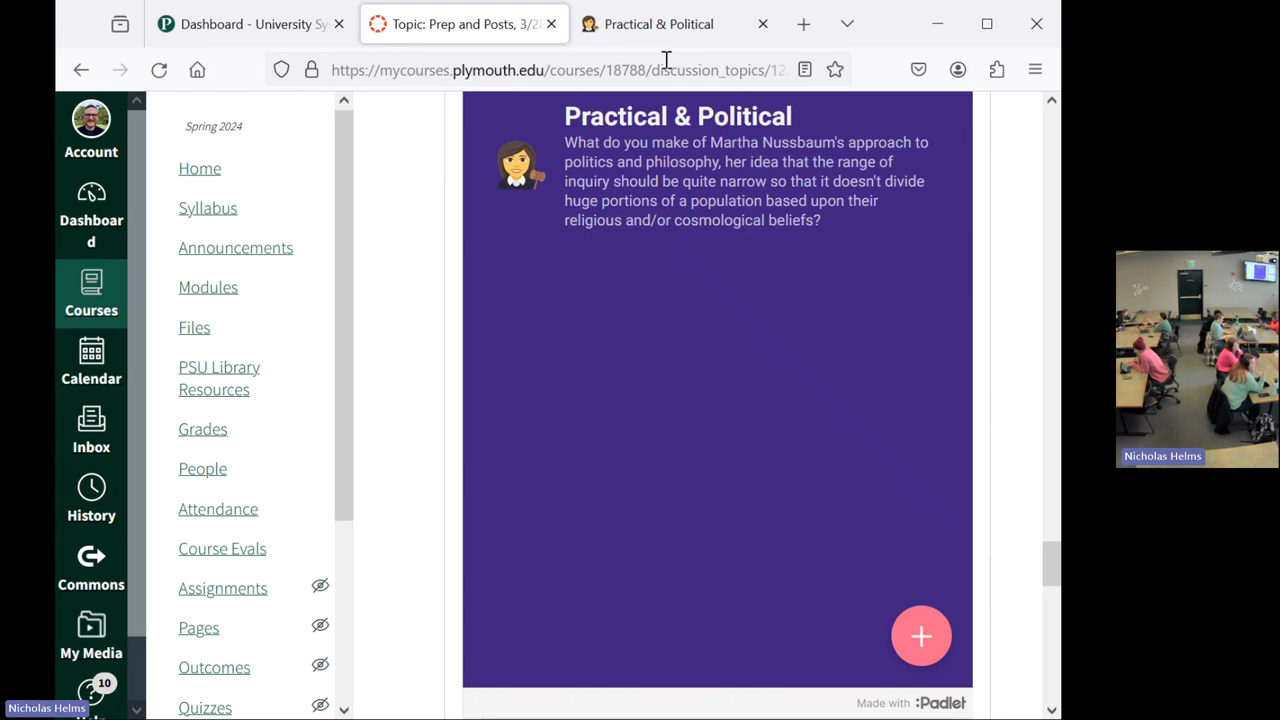 Dashboard - University Sy
Topic: Prep and Posts, 3/28
Practical & Political
https://mycourses.plymouth.edu/courses/18788/discussion_topics/12
Account
Dashboar
d
Courses
Calendar
Inbox
History
Commons
My Media
10
Help
Spring 2024
Home
Syllabus
Announcements
Modules
Files
PSU Library
Resources
Grades
People
Attendance
Course Evals
Assignments
Pages
Outcomes
Quizzes
Practical & Political
What do you make of Martha Nussbaum's approach to
politics and philosophy, her idea that the range of
inquiry should be quite narrow so that it doesn't divide
huge portions of a population based upon their
religious and/or cosmological beliefs?
Made with :Padlet
Nicholas Helms
Nicholas Helms